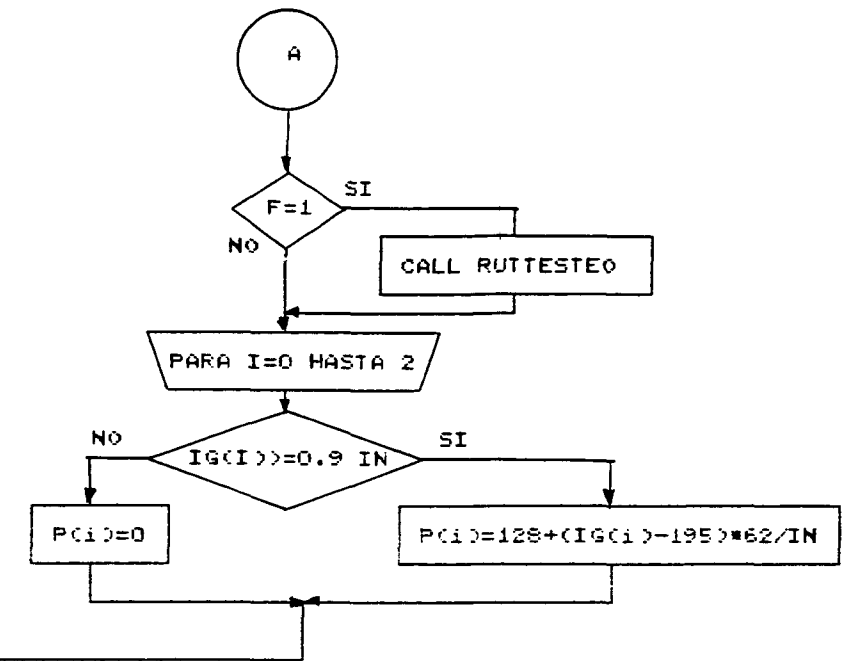 A
SI
F=1
NO
CALL RUTTESTEO
PARA I=0 HASTA 2
NO
SI
IG(I)>=0.9 IN
P(i)=0
P(i)=128+(IG(i)-195)*62/IN